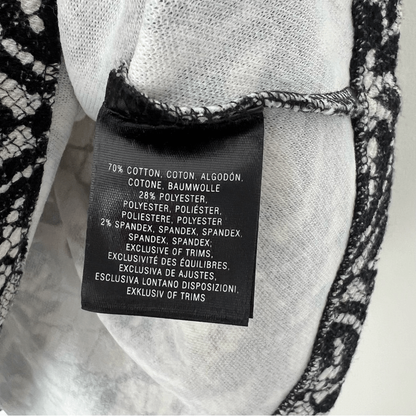 70% COTTON, COTON, ALGODÓN,
COTONE, BAUMWOLLE
28% POLYESTER,
POLYESTER, POLIÉSTER,
POLIESTERE, POLYESTER
2% SPANDEX, SPANDEX, SPANDEX,
SPANDEX, SPANDEX;
EXCLUSIVE OF TRIMS,
EXCLUSIVITÉ DES ÉQUILIBRES,
EXCLUSIVA DE AJUSTES,
ESCLUSIVA LONTANO DISPOSIZIONI,
EXKLUSIV OF TRIMS